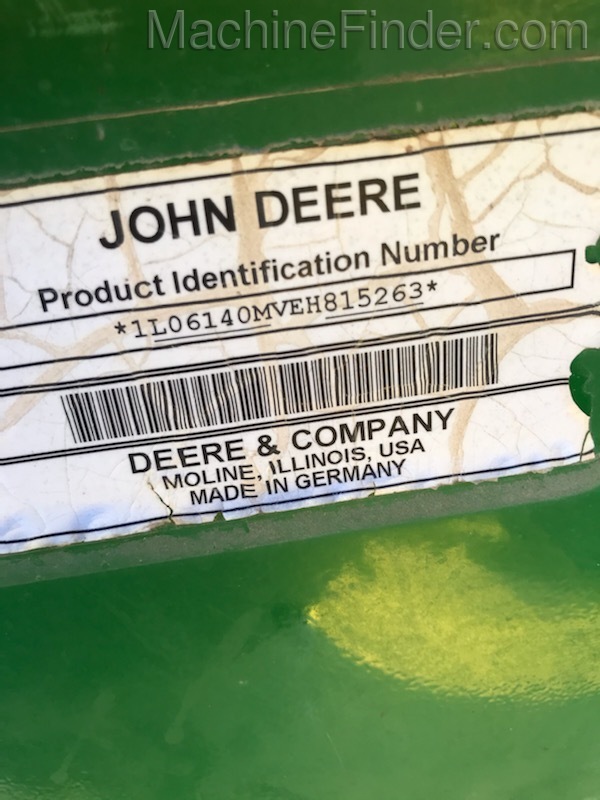 MachineFinder.com
JOHN DEERE
Product Identification Number
*1L06140MVEH815263*
DEERE & COMPANY
MOLINE, ILLINOIS, USA
MADE IN GERMANY